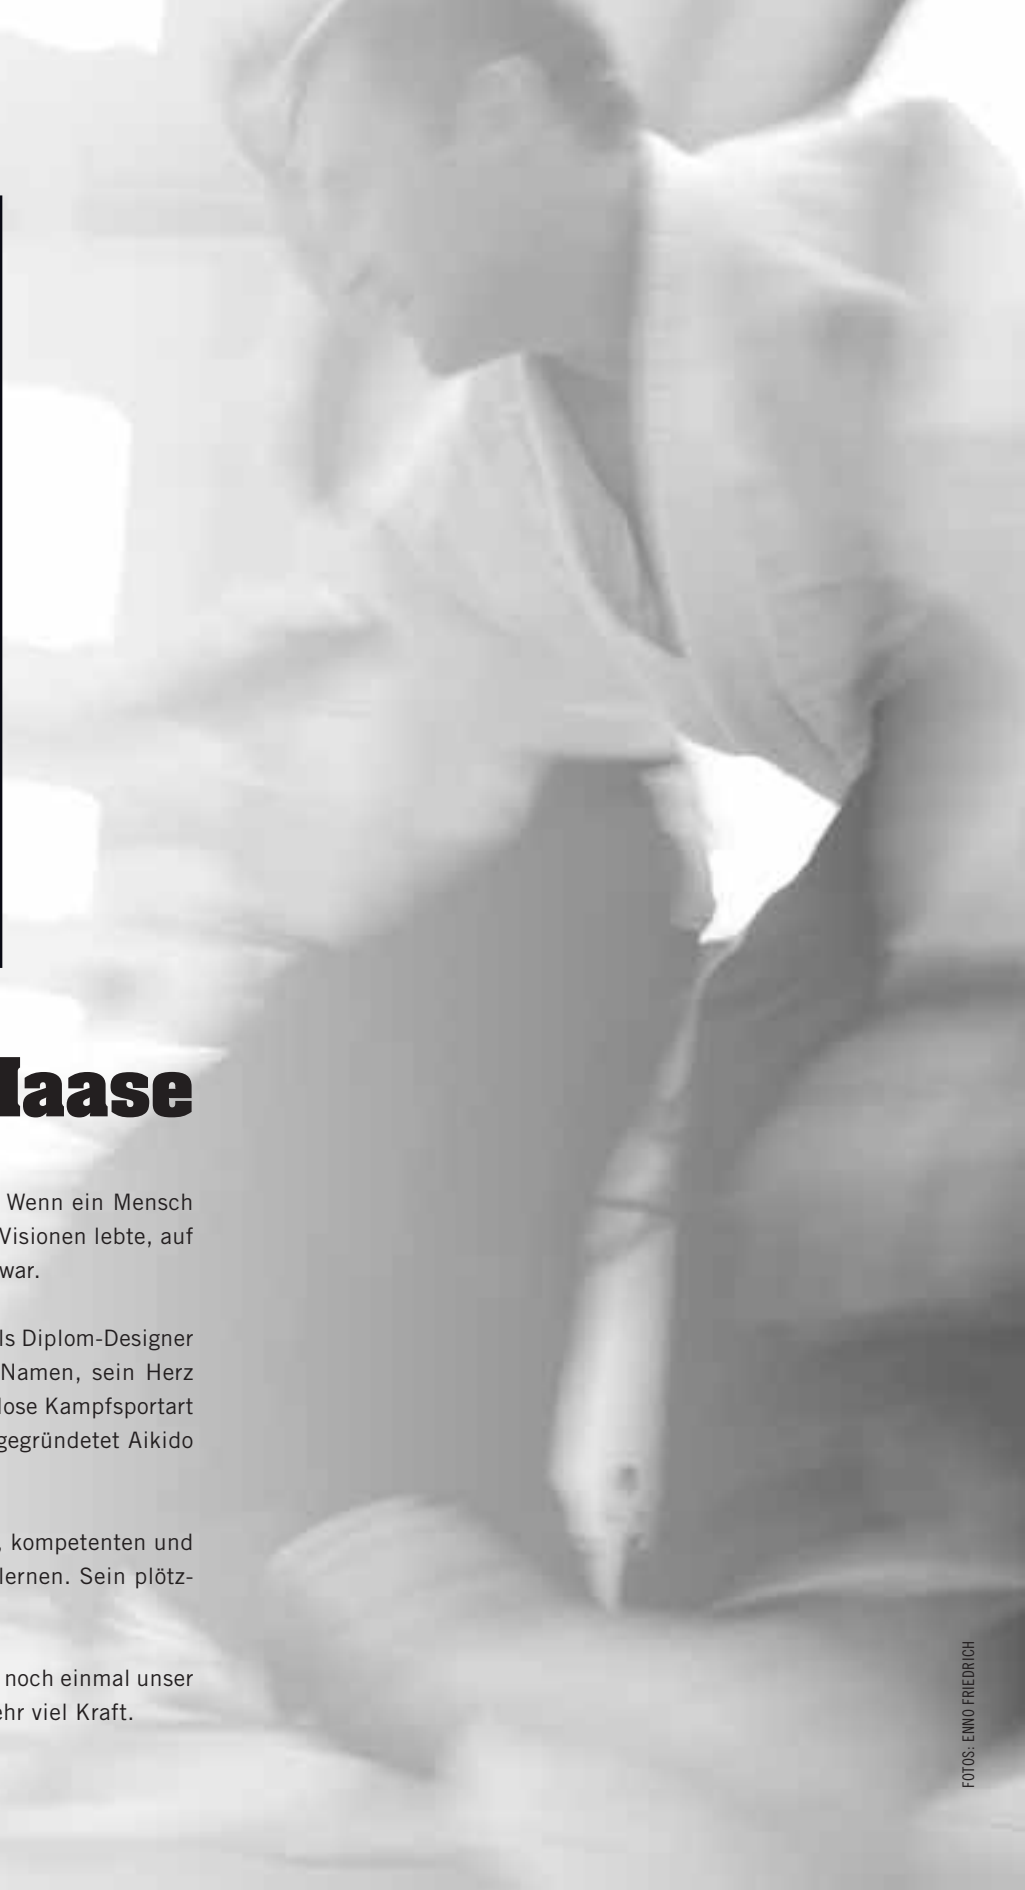 aase
Wenn ein Mensch
Visionen lebte, auf
war.
ls Diplom-Designer
Namen, sein Herz
lose Kampfsportart
gegründetet Aikido
, kompetenten und
lernen. Sein plötz-
noch einmal unser
ehr viel Kraft.
FOTOS: ENNO FRIEDRICH